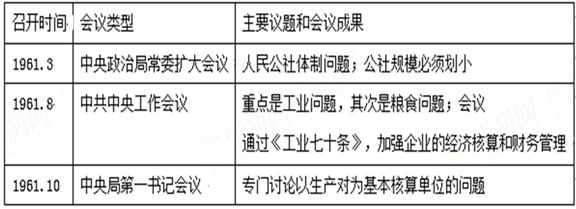 召开时间 会议类型 主要议题和会议成果
1961.3 中央政治局常委扩大会议 人民公社体制问题；公社规模必须划小
1961.8 中共中央工作会议 重点是工业问题，其次是粮食问题；会议
通过《工业七十条》，加强企业的经济核算和财务管理
1961.10 中央局第一书记会议 专门讨论以生产对为基本核算单位的问题